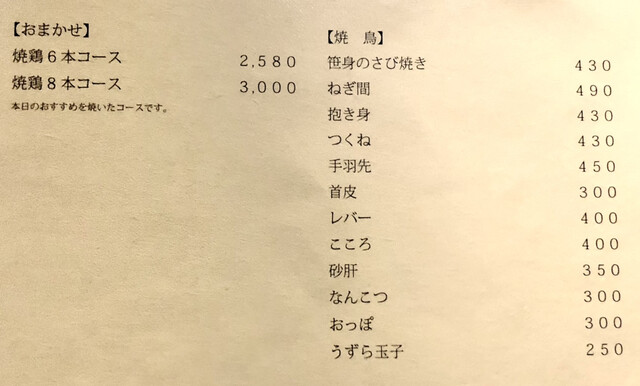 【おまかせ】
焼鶏６本コース　2,580
焼鶏８本コース　3,000
本日のおすすめを焼いたコースです。
【焼　鳥】
笹身のさび焼き　430
ねぎ間　490
抱き身　430
つくね　430
手羽先　450
首皮　300
レバー　400
こころ　400
砂肝　350
なんこつ　300
おっぽ　300
うずら玉子　250